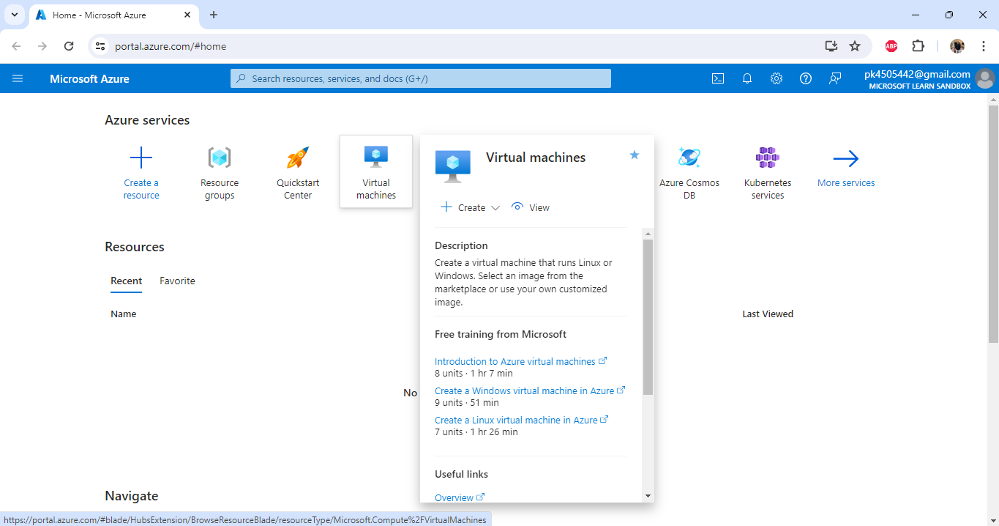 Home - Microsoft Azure
portal.azure.com/#home
ABP
Microsoft Azure
Search resources, services, and docs (G+/)
pk4505442@gmail.com
MICROSOFT LEARN SANDBOX
Azure services
Create a
resource
Resource
groups
Quickstart
Center
Virtual
machines
Azure Cosmos
DB
Kubernetes
services
More services
Virtual machines
Create
View
Description
Create a virtual machine that runs Linux or
Windows. Select an image from the
marketplace or use your own customized
image.
Free training from Microsoft
Introduction to Azure virtual machines
8 units · 1 hr 7 min
Create a Windows virtual machine in Azure
9 units · 51 min
Create a Linux virtual machine in Azure
7 units · 1 hr 26 min
Useful links
Overview
Resources
Recent
Favorite
Name
Last Viewed
No
Navigate
https://portal.azure.com/#blade/HubsExtension/BrowseResourceBlade/resourceType/Microsoft.Compute%2FVirtualMachines